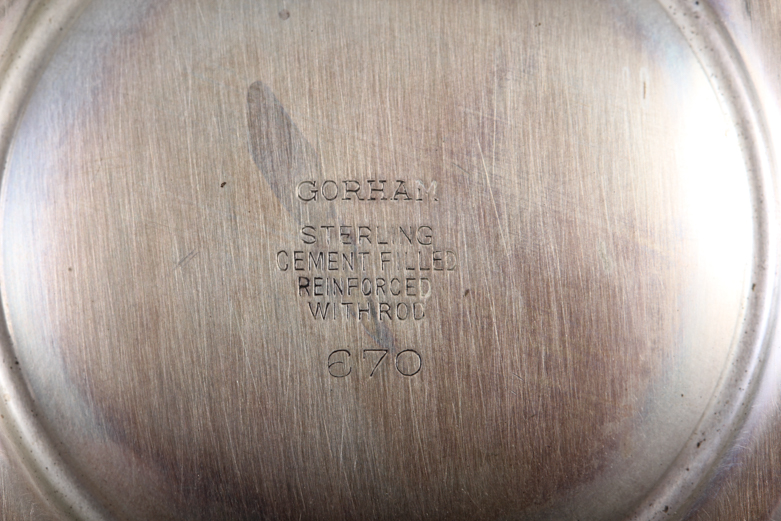 GORHAM
STERLING
CEMENT FILLED
REINFORCED
WITH ROD
670